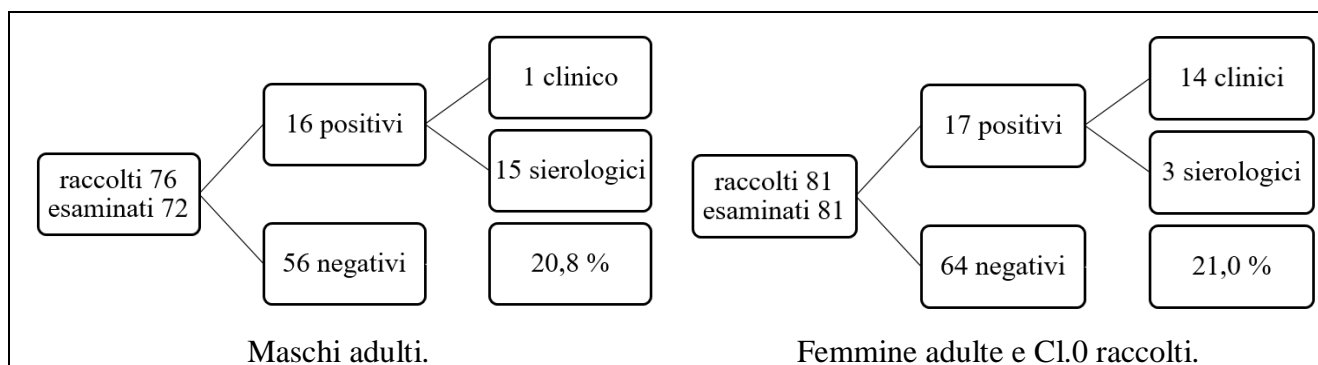 raccolti 76
esaminati 72
16 positivi
56 negativi
1 clinico
15 sierologici
20,8 %
Maschi adulti.
raccolti 81
esaminati 81
17 positivi
64 negativi
14 clinici
3 sierologici
21,0 %
Femmine adulte e Cl.0 raccolti.